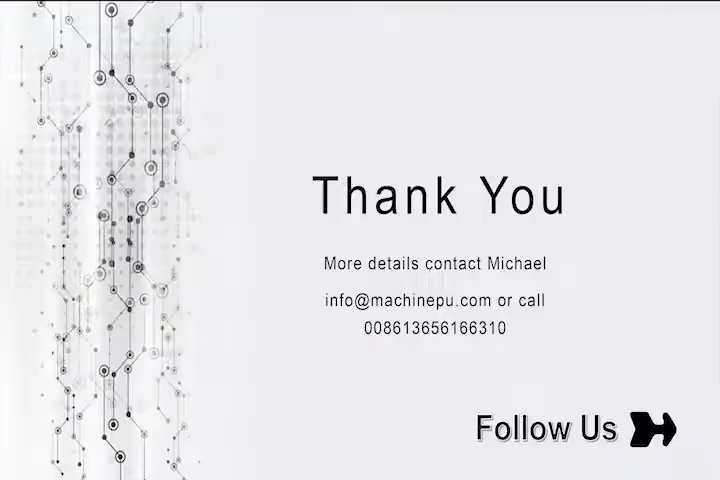 Thank You
More details contact Michael
info@machinepu.com or call
008613656166310
Follow Us